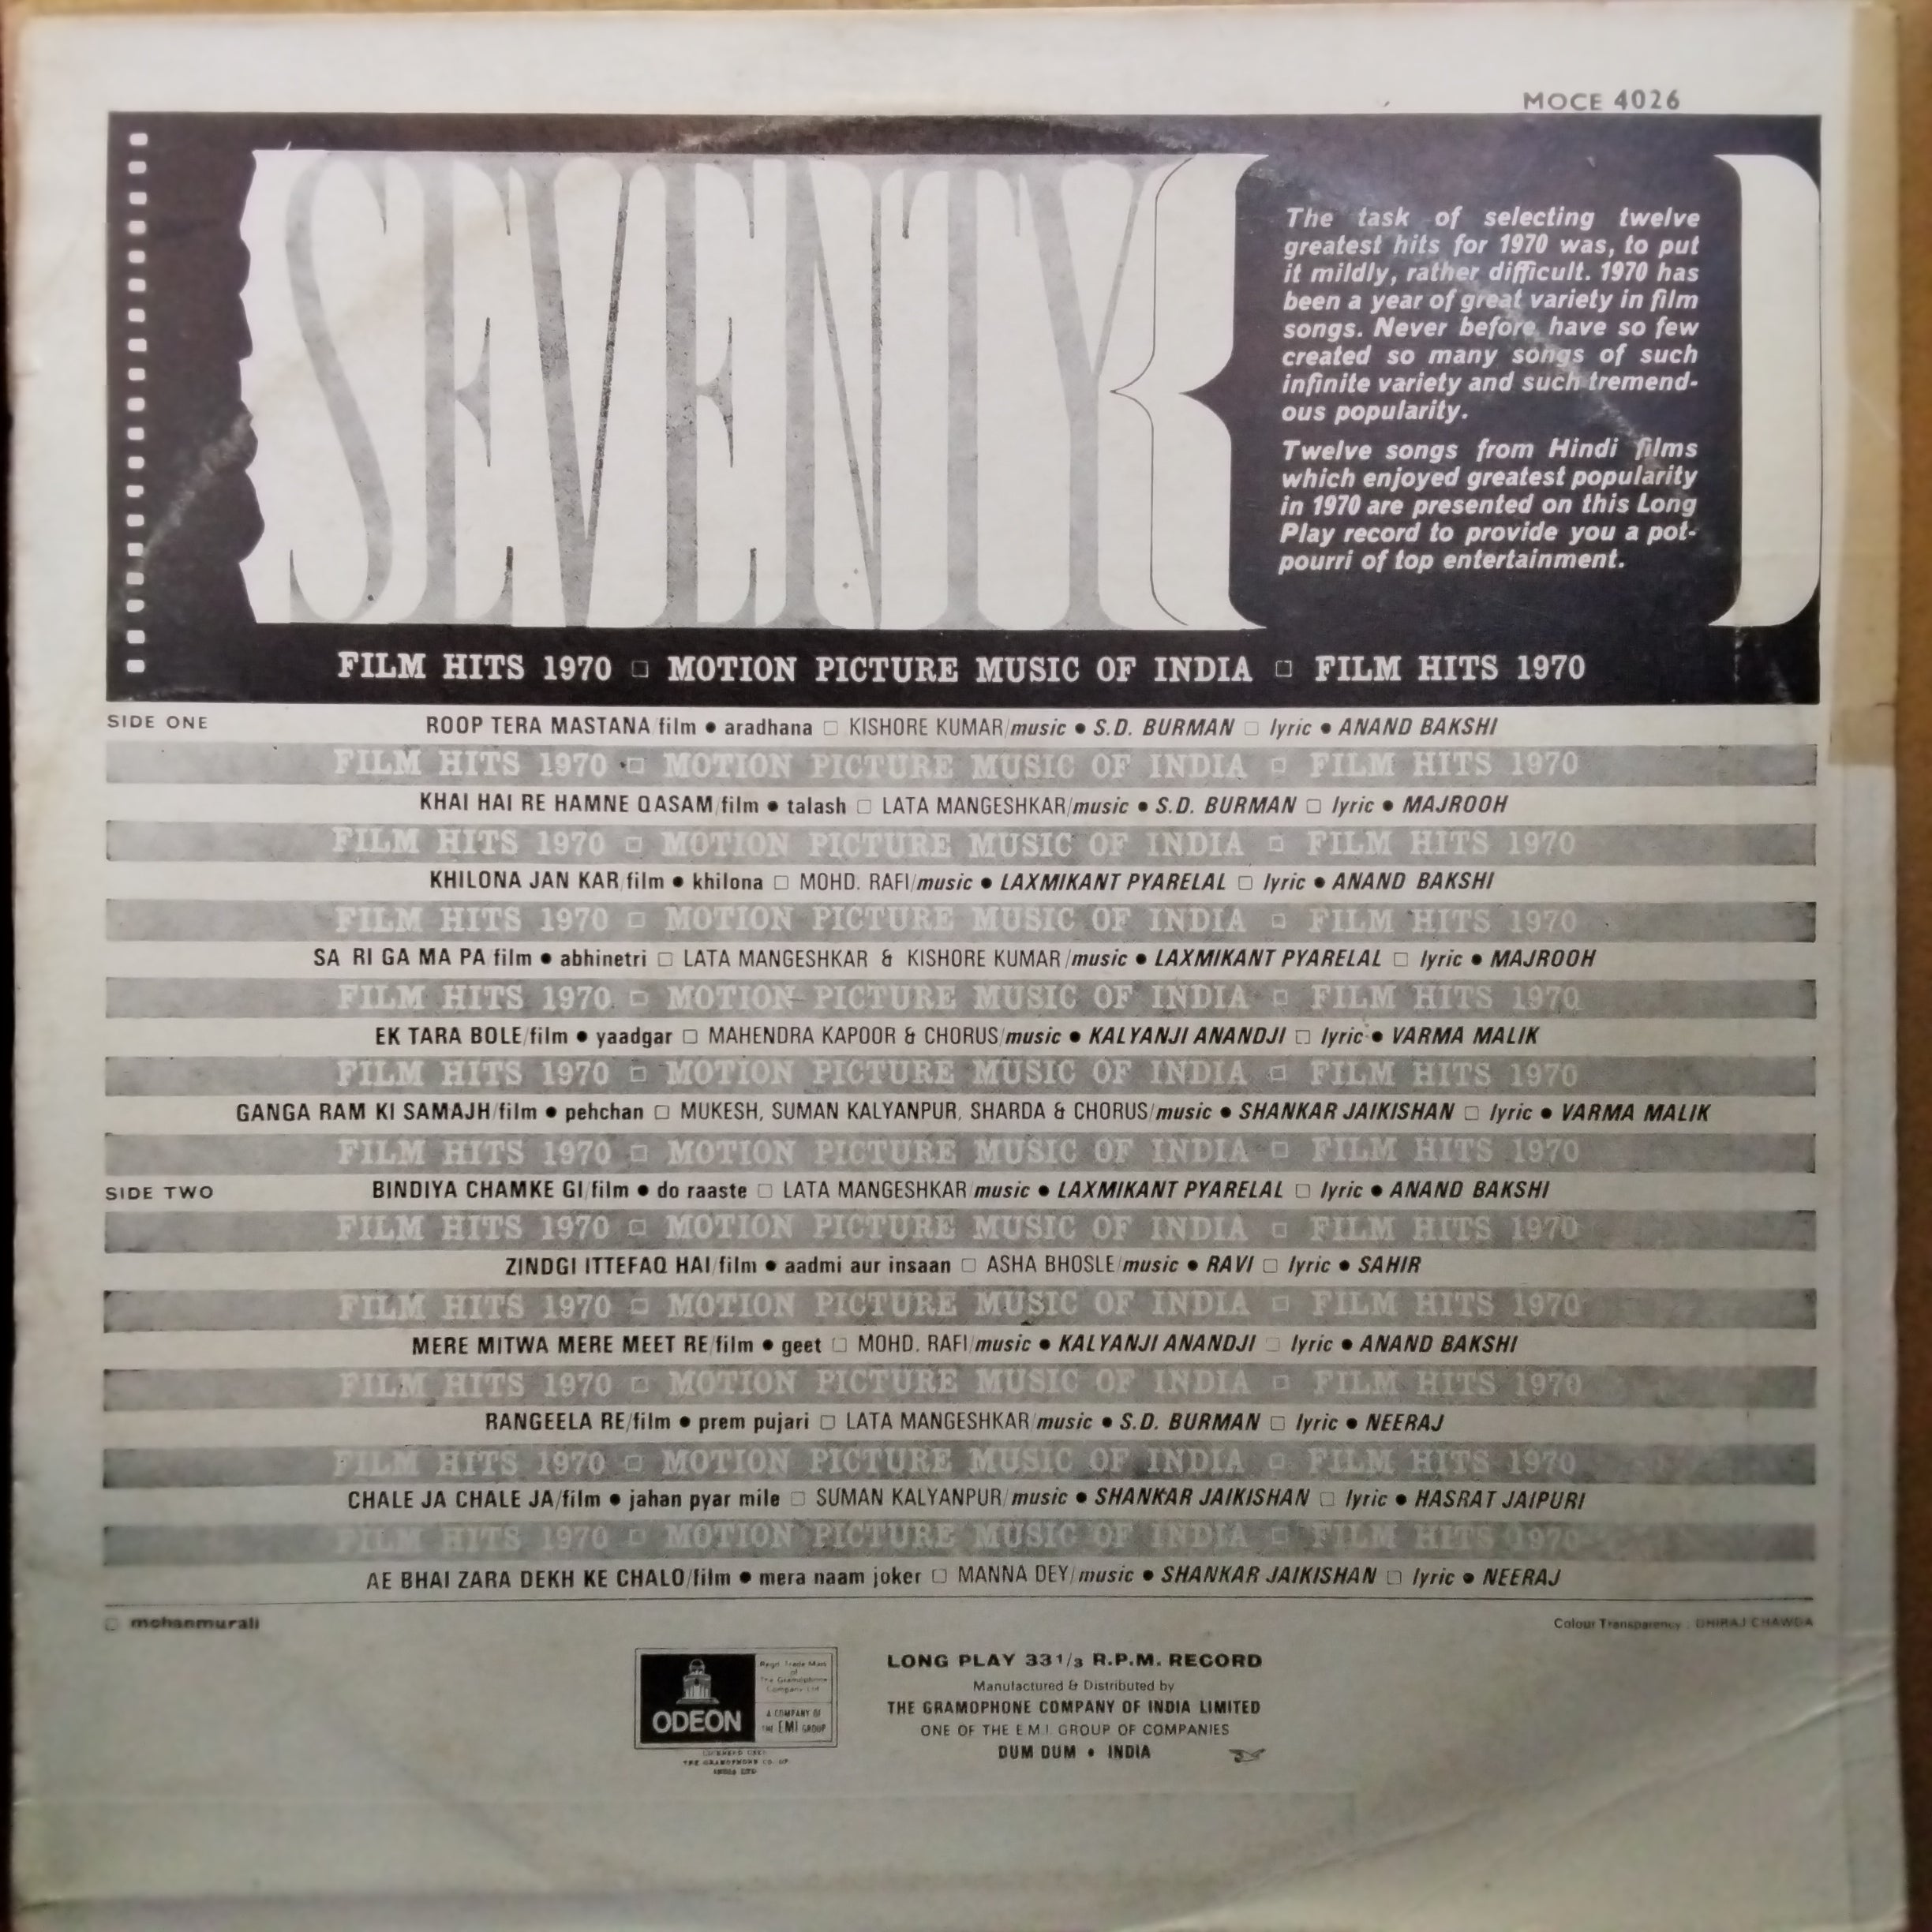 MOCE 4026
SEVENTY
The task of selecting twelve
greatest hits for 1970 was, to put
it mildly, rather difficult. 1970 has
been a year of great variety in film
songs. Never before have so few
created so many songs of such
infinite variety and such tremend-
ous popularity.
Twelve songs from Hindi films
which enjoyed greatest popularity
in 1970 are presented on this Long
Play record to provide you a pot-
pourri of top entertainment.
FILM HITS 1970 □ MOTION PICTURE MUSIC OF INDIA □ FILM HITS 1970
SIDE ONE ROOP TERA MASTANA/film • aradhana □ KISHORE KUMAR/music • S.D. BURMAN □ lyric • ANAND BAKSHI
FILM HITS 1970 □ MOTION PICTURE MUSIC OF INDIA □ FILM HITS 1970
KHAI HAI RE HAMNE QASAM/film • talash □ LATA MANGESHKAR/music • S.D. BURMAN □ lyric • MAJROOH
FILM HITS 1970 □ MOTION PICTURE MUSIC OF INDIA □ FILM HITS 1970
KHILONA JAN KAR/film • khilona □ MOHD. RAFI/music • LAXMIKANT PYARELAL □ lyric • ANAND BAKSHI
FILM HITS 1970 □ MOTION PICTURE MUSIC OF INDIA □ FILM HITS 1970
SA RI GA MA PA film • abhinetri □ LATA MANGESHKAR & KISHORE KUMAR/music • LAXMIKANT PYARELAL □ lyric • MAJROOH
FILM HITS 1970 □ MOTION PICTURE MUSIC OF INDIA □ FILM HITS 1970
EK TARA BOLE/film • yaadgar □ MAHENDRA KAPOOR & CHORUS/music • KALYANJI ANANDJI □ lyric • VARMA MALIK
FILM HITS 1970 □ MOTION PICTURE MUSIC OF INDIA □ FILM HITS 1970
GANGA RAM KI SAMAJH/film • pehchan □ MUKESH, SUMAN KALYANPUR, SHARDA & CHORUS/music • SHANKAR JAIKISHAN □ lyric • VARMA MALIK
FILM HITS 1970 □ MOTION PICTURE MUSIC OF INDIA □ FILM HITS 1970
SIDE TWO BINDIYA CHAMKE GI/film • do raaste □ LATA MANGESHKAR/music • LAXMIKANT PYARELAL □ lyric • ANAND BAKSHI
FILM HITS 1970 □ MOTION PICTURE MUSIC OF INDIA □ FILM HITS 1970
ZINDGI ITTEFAQ HAI/film • aadmi aur insaan □ ASHA BHOSLE/music • RAVI □ lyric • SAHIR
FILM HITS 1970 □ MOTION PICTURE MUSIC OF INDIA □ FILM HITS 1970
MERE MITWA MERE MEET RE/film • geet □ MOHD. RAFI/music • KALYANJI ANANDJI □ lyric • ANAND BAKSHI
FILM HITS 1970 □ MOTION PICTURE MUSIC OF INDIA □ FILM HITS 1970
RANGEELA RE/film • prem pujari □ LATA MANGESHKAR/music • S.D. BURMAN □ lyric • NEERAJ
FILM HITS 1970 □ MOTION PICTURE MUSIC OF INDIA □ FILM HITS 1970
CHALE JA CHALE JA/film • jahan pyar mile □ SUMAN KALYANPUR/music • SHANKAR JAIKISHAN □ lyric • HASRAT JAIPURI
FILM HITS 1970 □ MOTION PICTURE MUSIC OF INDIA □ FILM HITS 1970
AE BHAI ZARA DEKH KE CHALO/film • mera naam joker □ MANNA DEY/music • SHANKAR JAIKISHAN □ lyric • NEERAJ
□ mohanmurali
Colour Transparency : DHIRAJ CHAWDA
ODEON
Regd. Trade Mark
of
The Gramophone
Company Ltd
A COMPANY OF
THE EMI GROUP
THE GRAMOPHONE CO. OF
INDIA LTD
LONG PLAY 33 1/3 R.P.M. RECORD
Manufactured & Distributed by
THE GRAMOPHONE COMPANY OF INDIA LIMITED
ONE OF THE E.M.I. GROUP OF COMPANIES
DUM DUM • INDIA